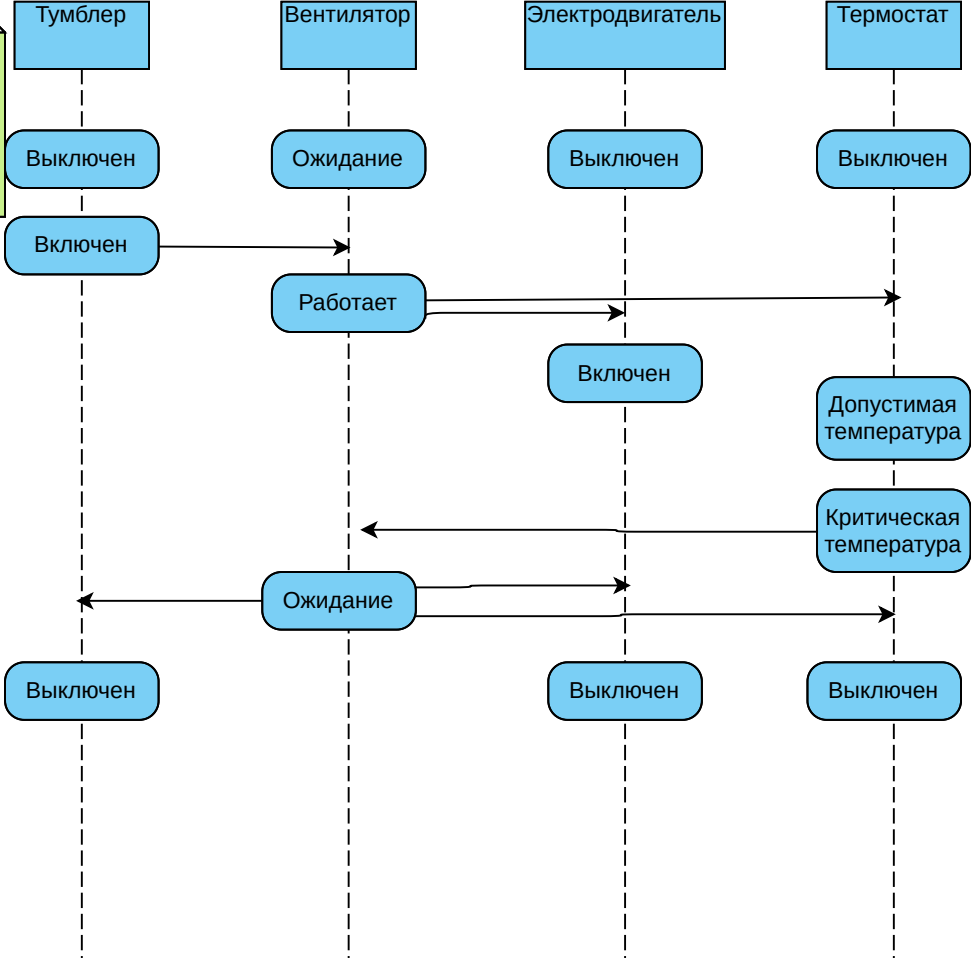 Тумблер
Вентилятор
Электродвигатель
Термостат
Выключен
Ожидание
Выключен
Выключен
Включен
Работает
Включен
Допустимая
температура
Критическая
температура
Ожидание
Выключен
Выключен
Выключен